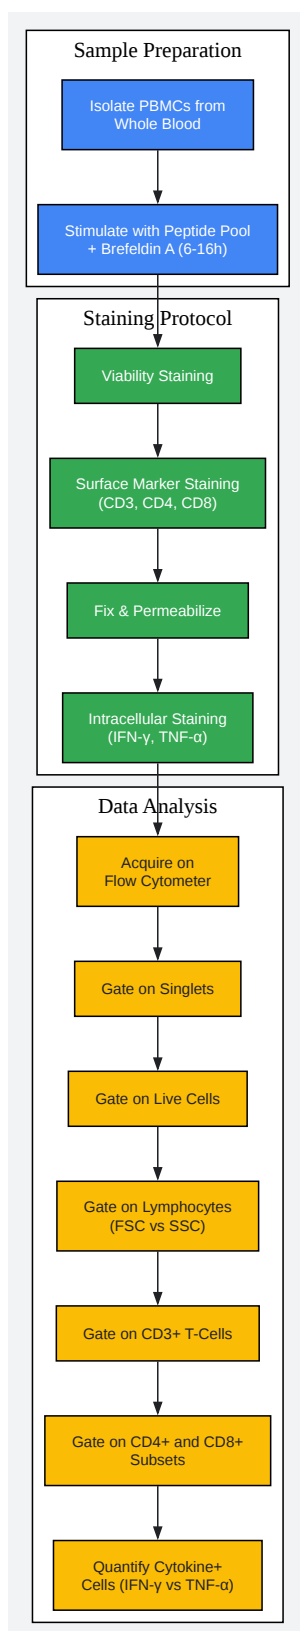 Sample Preparation
Isolate PBMCs from
Whole Blood
Stimulate with Peptide Pool
+ Brefeldin A (6-16h)
Staining Protocol
Viability Staining
Surface Marker Staining
(CD3, CD4, CD8)
Fix & Permeabilize
Intracellular Staining
(IFN-γ, TNF-α)
Data Analysis
Acquire on
Flow Cytometer
Gate on Singlets
Gate on Live Cells
Gate on Lymphocytes
(FSC vs SSC)
Gate on CD3+ T-Cells
Gate on CD4+ and CD8+
Subsets
Quantify Cytokine+
Cells (IFN-γ vs TNF-α)